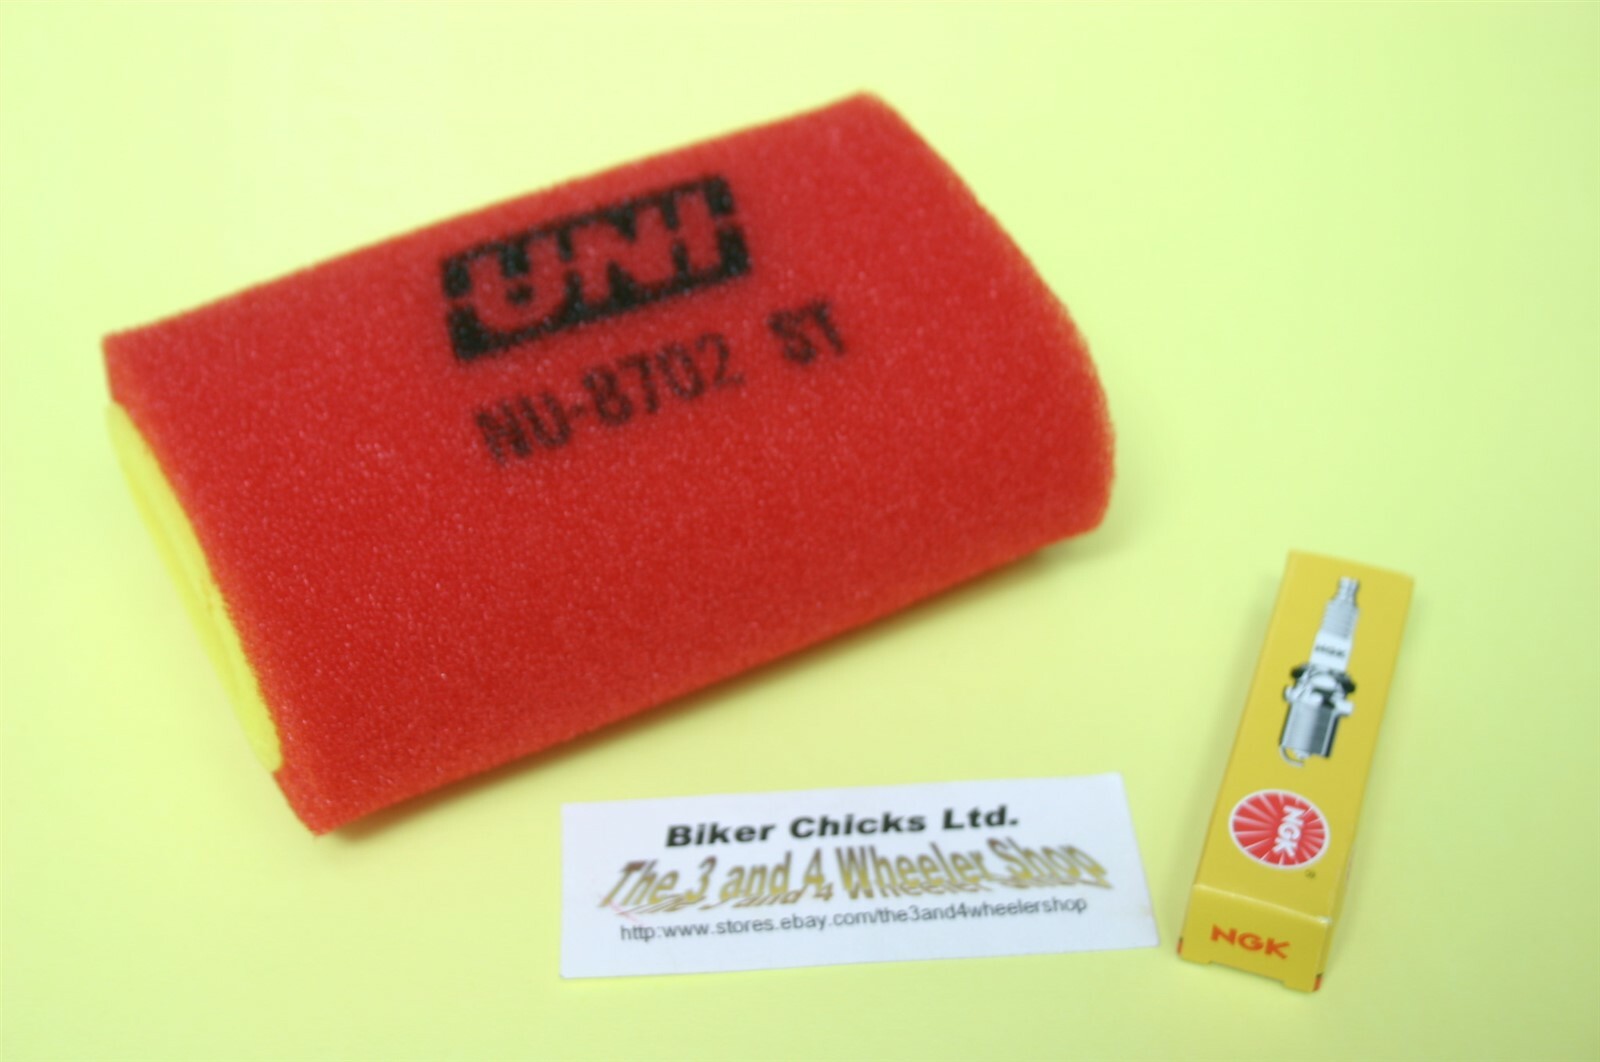 UNI
NU-8702 ST
Biker Chicks Ltd.
The 3 and 4 Wheeler Shop
http:www.stores.ebay.com/the3and4wheelershop
NGK
NGK
NGK